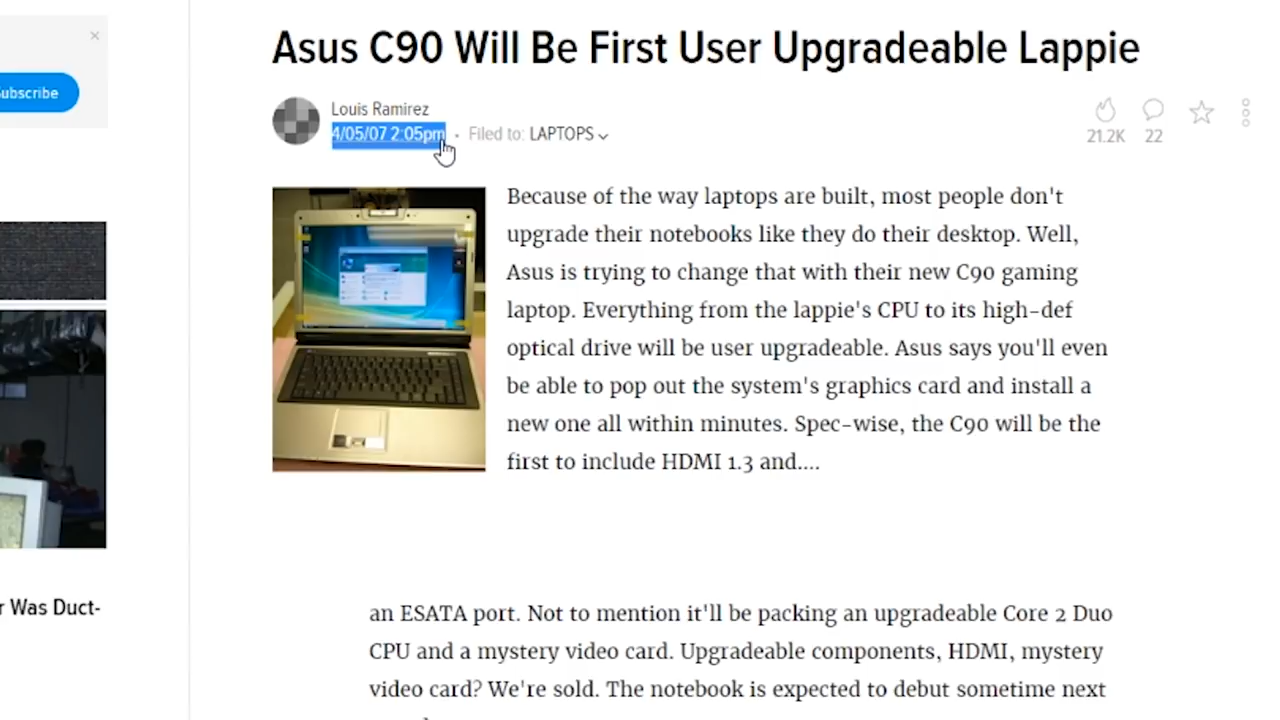 Subscribe
Asus C90 Will Be First User Upgradeable Lappie
Louis Ramirez
4/05/07 2:05pm • Filed to: LAPTOPS
21.2K 22
Because of the way laptops are built, most people don't
upgrade their notebooks like they do their desktop. Well,
Asus is trying to change that with their new C90 gaming
laptop. Everything from the lappie's CPU to its high-def
optical drive will be user upgradeable. Asus says you'll even
be able to pop out the system's graphics card and install a
new one all within minutes. Spec-wise, the C90 will be the
first to include HDMI 1.3 and....
an ESATA port. Not to mention it'll be packing an upgradeable Core 2 Duo
CPU and a mystery video card. Upgradeable components, HDMI, mystery
video card? We're sold. The notebook is expected to debut sometime next
r Was Duct-